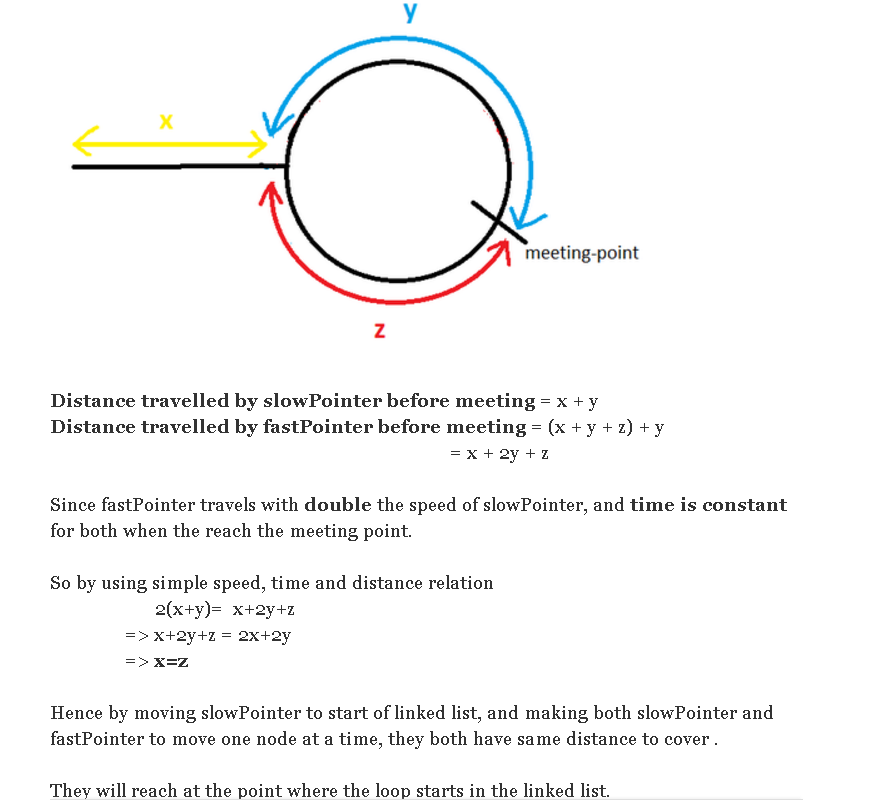 y
x
meeting-point
z
Distance travelled by slowPointer before meeting = x + y
Distance travelled by fastPointer before meeting = (x + y + z) + y
= x + 2y + z
Since fastPointer travels with double the speed of slowPointer, and time is constant
for both when the reach the meeting point.
So by using simple speed, time and distance relation
2(x+y)= x+2y+z
=> x+2y+z = 2x+2y
=> x=z
Hence by moving slowPointer to start of linked list, and making both slowPointer and
fastPointer to move one node at a time, they both have same distance to cover .
They will reach at the point where the loop starts in the linked list.